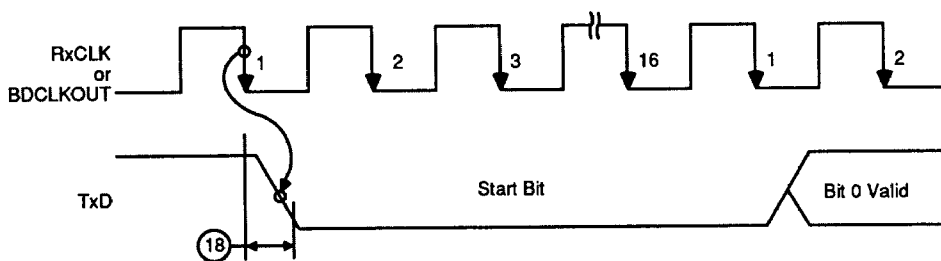 RxCLK
or
BDCLKOUT
1
2
3
16
1
2
TxD
Start Bit
Bit 0 Valid
18